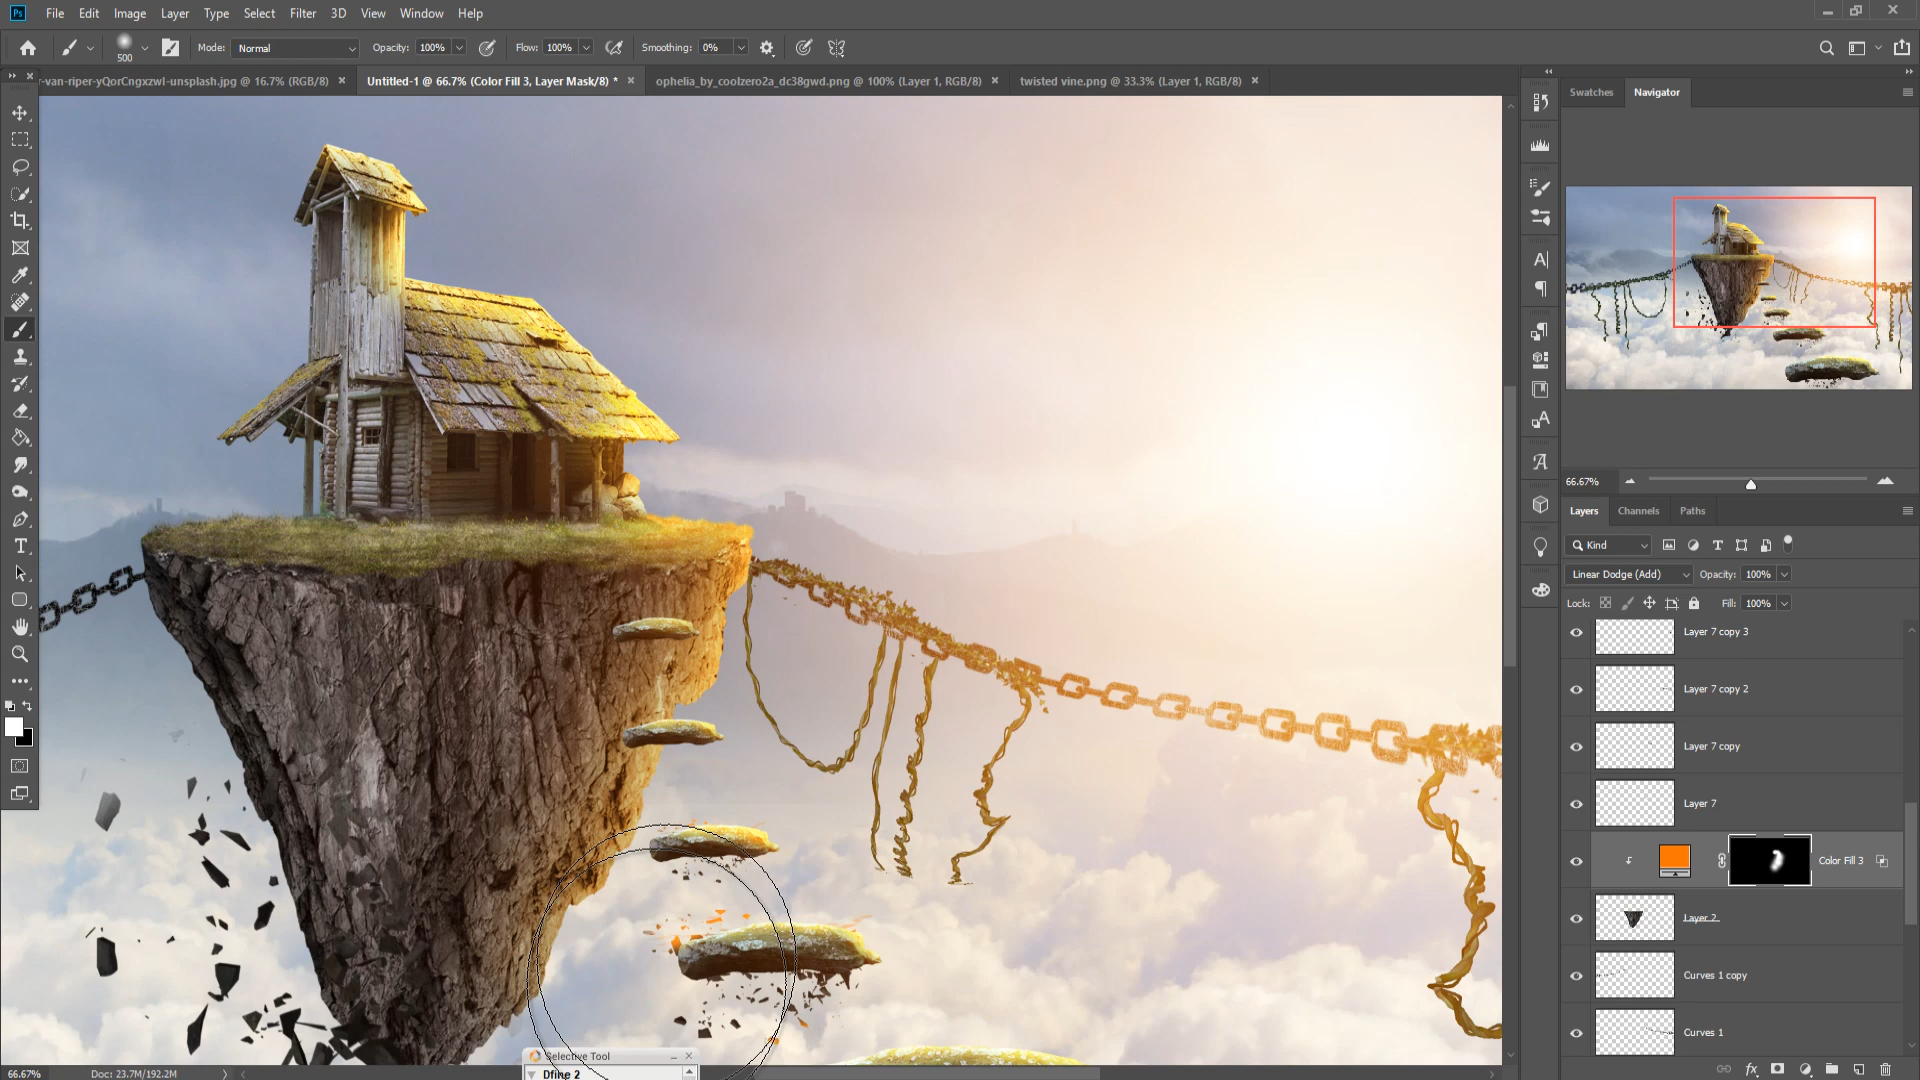 Ps File Edit Image Layer Type Select Filter 3D View Window Help
500 Mode: Normal Opacity: 100% Flow: 100% Smoothing: 0%
r-van-riper-yQorCngxzwI-unsplash.jpg @ 16.7% (RGB/8) × Untitled-1 @ 66.7% (Color Fill 3, Layer Mask/8) * × ophelia_by_coolzero2a_dc38gwd.png @ 100% (Layer 1, RGB/8) × twisted vine.png @ 33.3% (Layer 1, RGB/8) ×
Swatches Navigator
66.67%
Layers Channels Paths
Kind
Linear Dodge (Add) Opacity: 100%
Lock: Fill: 100%
Layer 7 copy 3
Layer 7 copy 2
Layer 7 copy
Layer 7
Color Fill 3
Layer 2
Curves 1 copy
Curves 1
Selective Tool
Dfine 2
66.67% Doc: 23.7M/192.2M